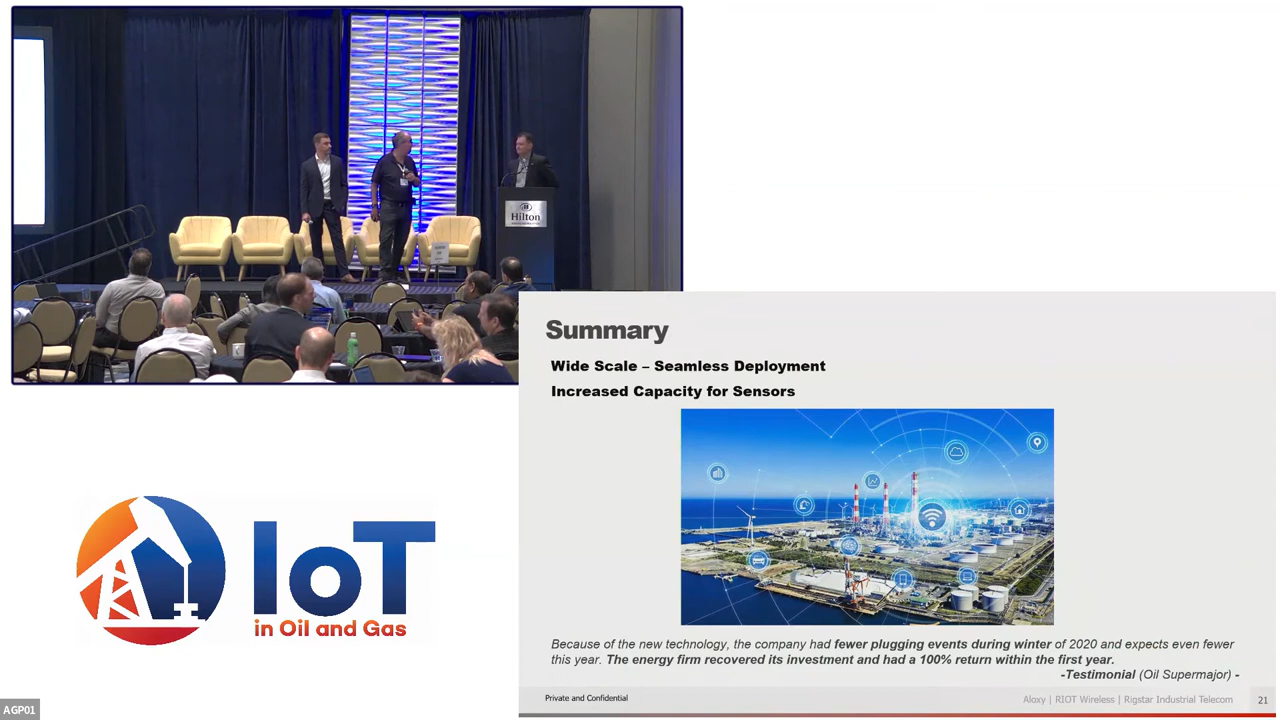 Hilton
Summary
Wide Scale – Seamless Deployment
Increased Capacity for Sensors
IoT
in Oil and Gas
Because of the new technology, the company had fewer plugging events during winter of 2020 and expects even fewer
this year. The energy firm recovered its investment and had a 100% return within the first year.
-Testimonial (Oil Supermajor) -
Private and Confidential
Aloxy | RIOT Wireless | Rigstar Industrial Telecom
21
AGP01